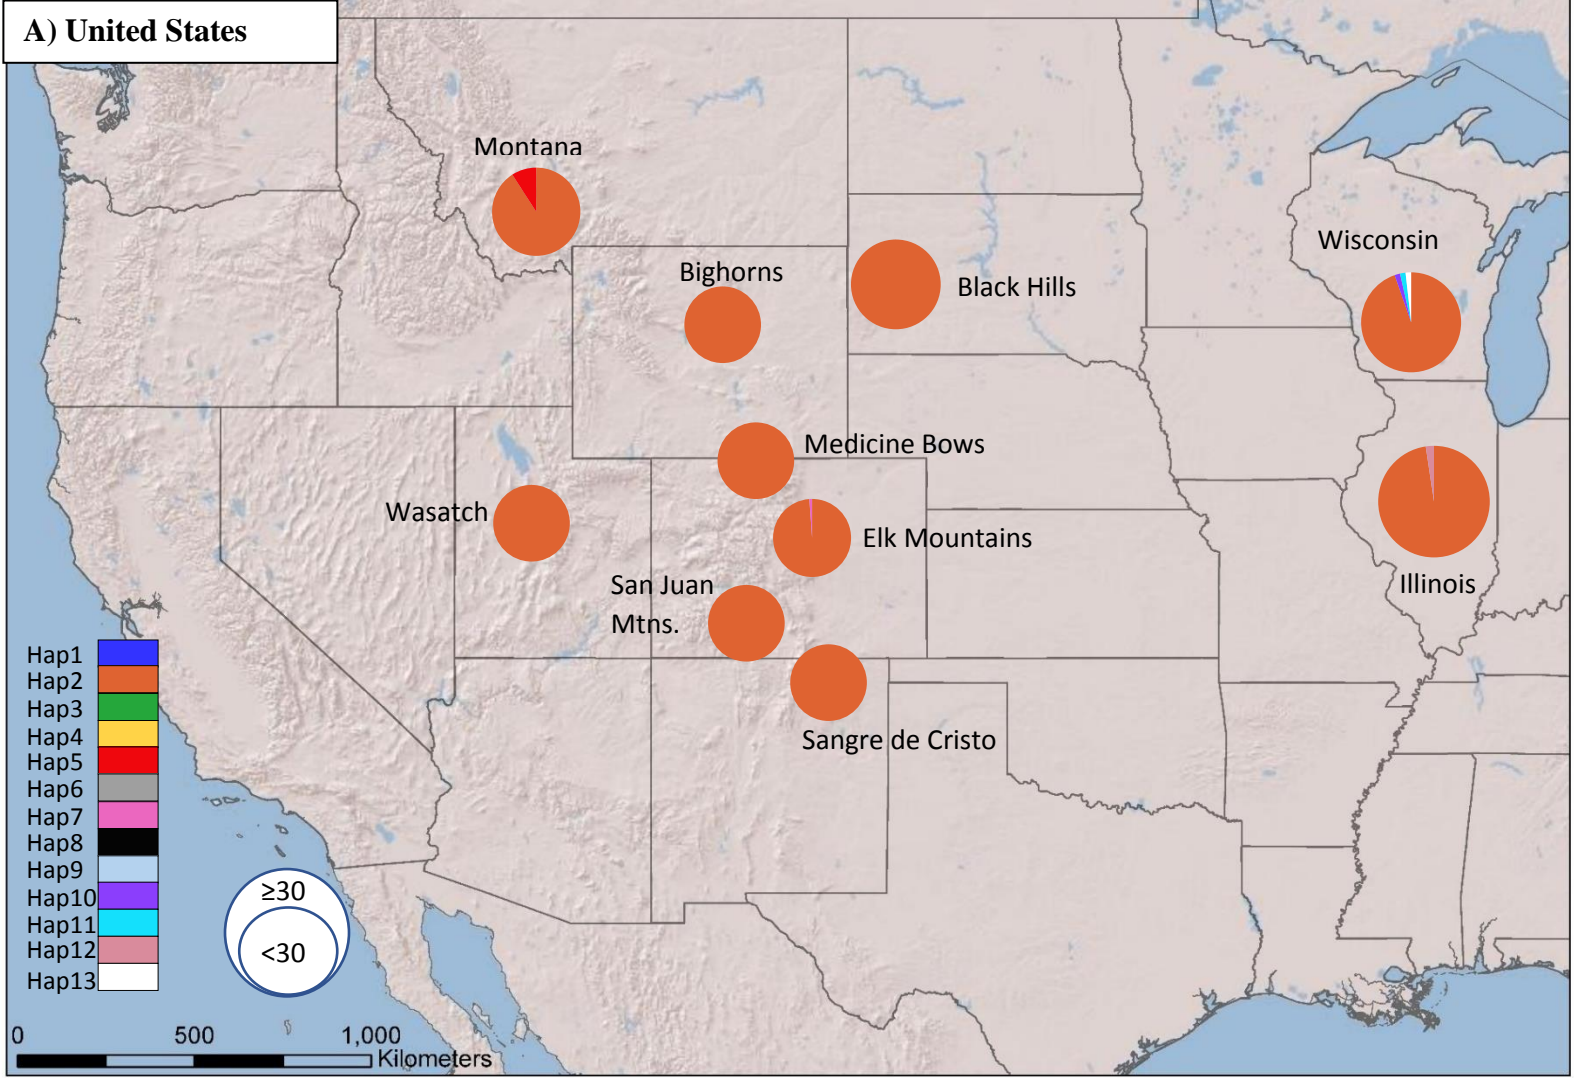 A) United States
Montana
Wisconsin
Bighorns
Black Hills
Medicine Bows
Wasatch
Elk Mountains
San Juan
Mtns.
Illinois
Sangre de Cristo
Hap1
Hap2
Hap3
Hap4
Hap5
Hap6
Hap7
Hap8
Hap9
Hap10
Hap11
Hap12
Hap13
≥30
<30
0 500 1,000
Kilometers